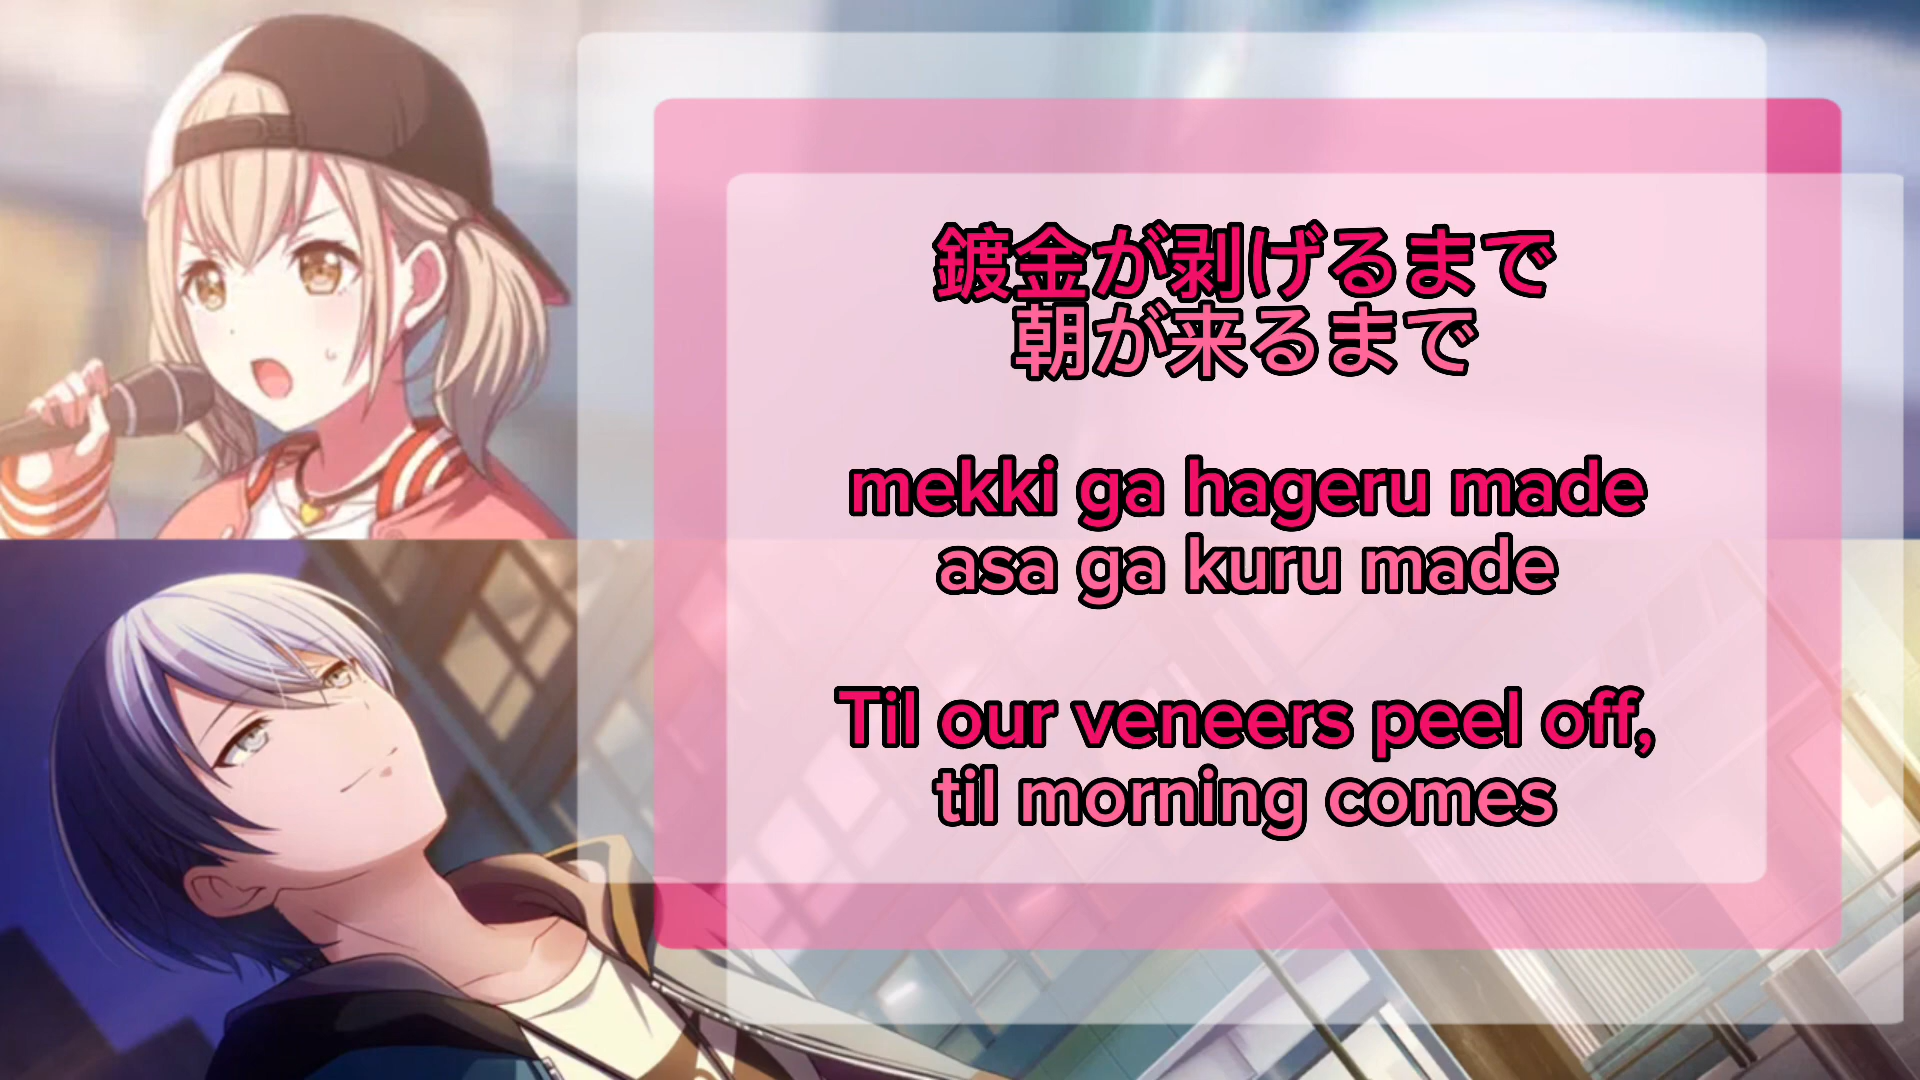 鍍金が剥げるまで
朝が来るまで
mekki ga hageru made
asa ga kuru made
Til our veneers peel off,
til morning comes